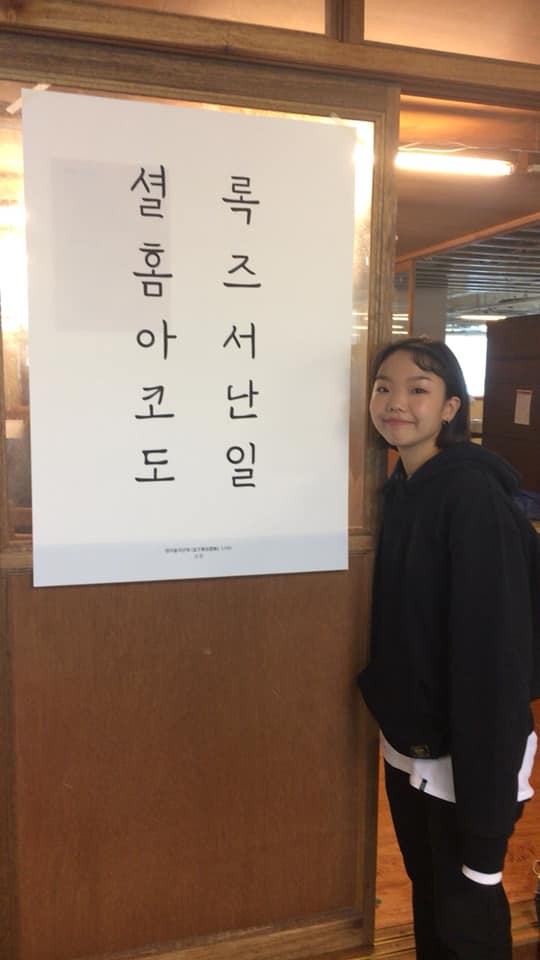 셜 록
홈 즈
아 서
코 난
도 일